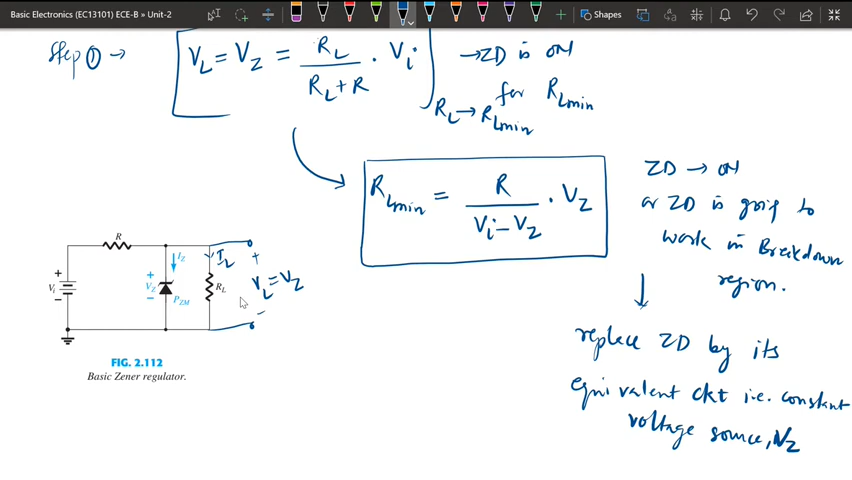 Basic Electronics (EC13101) ECE-B » Unit-2
Shapes
Step ① →
V_L = V_Z = R_L / (R_L + R) · V_i | R_L → R_Lmin
→ ZD is ON
for R_Lmin
R_Lmin = R / (V_i - V_Z) · V_Z
ZD → ON
or ZD is going to
work in Breakdown
region.
↓
replace ZD by its
equivalent ckt i.e. constant
voltage source, V_Z
R
+
V_i
−
I_Z
+
V_Z
−
P_ZM
I_L
R_L
+
V_L = V_Z
−
FIG. 2.112
Basic Zener regulator.